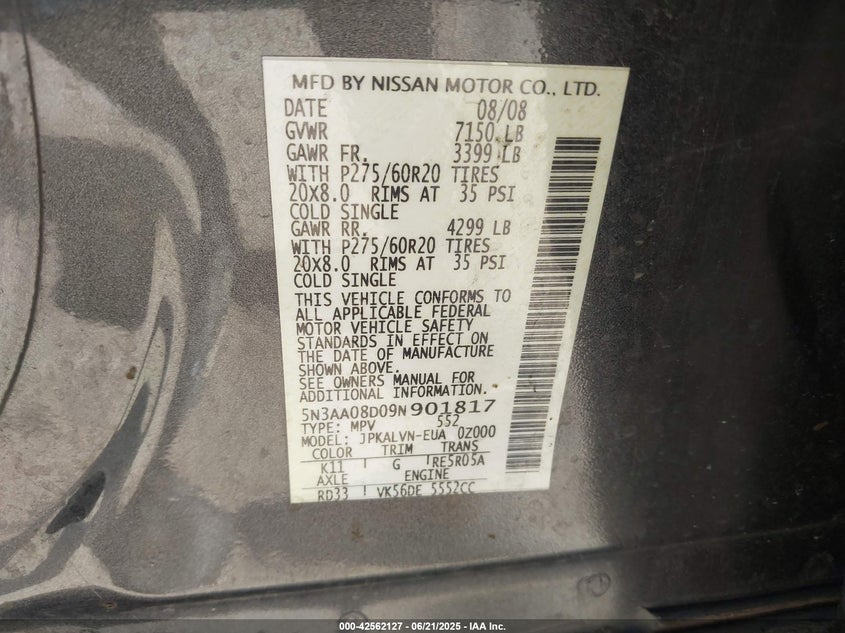 MFD BY NISSAN MOTOR CO., LTD.
DATE 08/08
GVWR 7150 LB
GAWR FR. 3399 LB
WITH P275/60R20 TIRES
20X8.0 RIMS AT 35 PSI
COLD SINGLE
GAWR RR. 4299 LB
WITH P275/60R20 TIRES
20X8.0 RIMS AT 35 PSI
COLD SINGLE
THIS VEHICLE CONFORMS TO
ALL APPLICABLE FEDERAL
MOTOR VEHICLE SAFETY
STANDARDS IN EFFECT ON
THE DATE OF MANUFACTURE
SHOWN ABOVE.
SEE OWNERS MANUAL FOR
ADDITIONAL INFORMATION.
5N3AA08D09N901817
TYPE: MPV 552
MODEL: JPKALVN-EUA 0Z000
COLOR TRIM TRANS
K11 G RE5R05A
AXLE ENGINE
RD33 VK56DE 5552CC
000-42562127 - 06/21/2025 - IAA Inc.